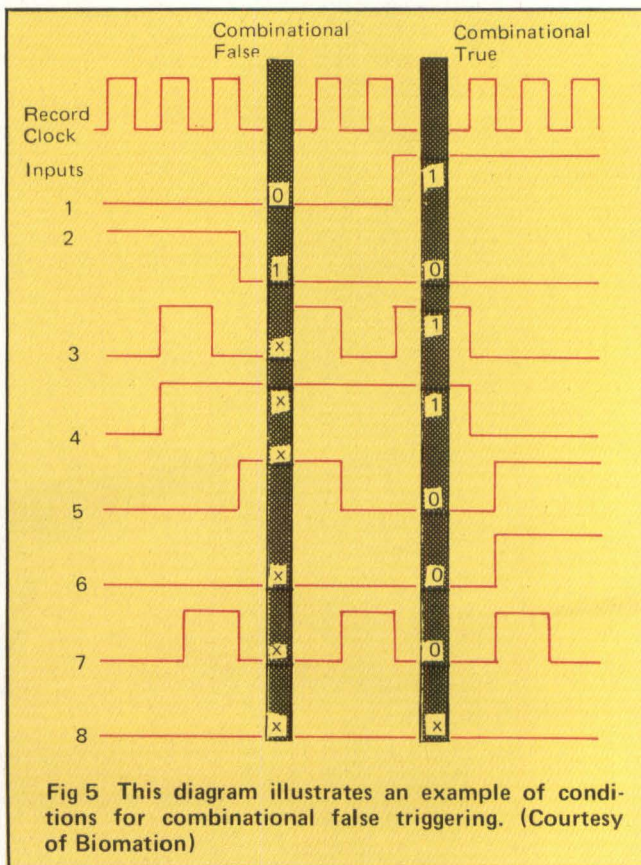 Combinational
False
Combinational
True
Record
Clock
Inputs
1
0
1
2
1
0
3
x
1
4
x
1
5
x
0
6
x
0
7
x
0
8
x
x
Fig 5 This diagram illustrates an example of condi-
tions for combinational false triggering. (Courtesy
of Biomation)